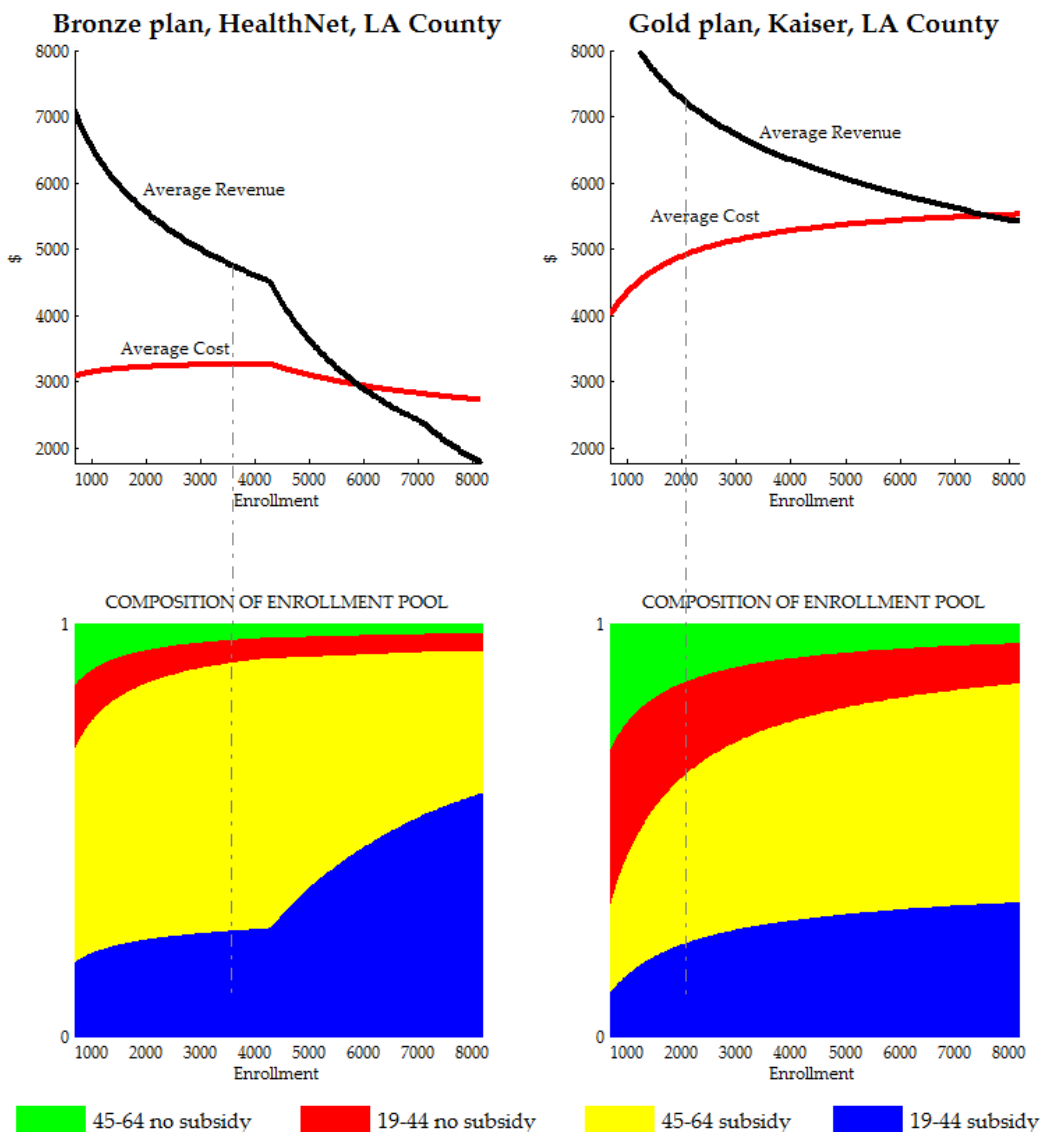 Bronze plan, HealthNet, LA County
8000
7000
6000
5000
4000
3000
2000
$
Average Revenue
Average Cost
1000 2000 3000 4000 5000 6000 7000 8000
Enrollment
Gold plan, Kaiser, LA County
8000
7000
6000
5000
4000
3000
2000
$
Average Revenue
Average Cost
1000 2000 3000 4000 5000 6000 7000 8000
Enrollment
COMPOSITION OF ENROLLMENT POOL
1
0
1000 2000 3000 4000 5000 6000 7000 8000
Enrollment
COMPOSITION OF ENROLLMENT POOL
1
0
1000 2000 3000 4000 5000 6000 7000 8000
Enrollment
45-64 no subsidy 19-44 no subsidy 45-64 subsidy 19-44 subsidy